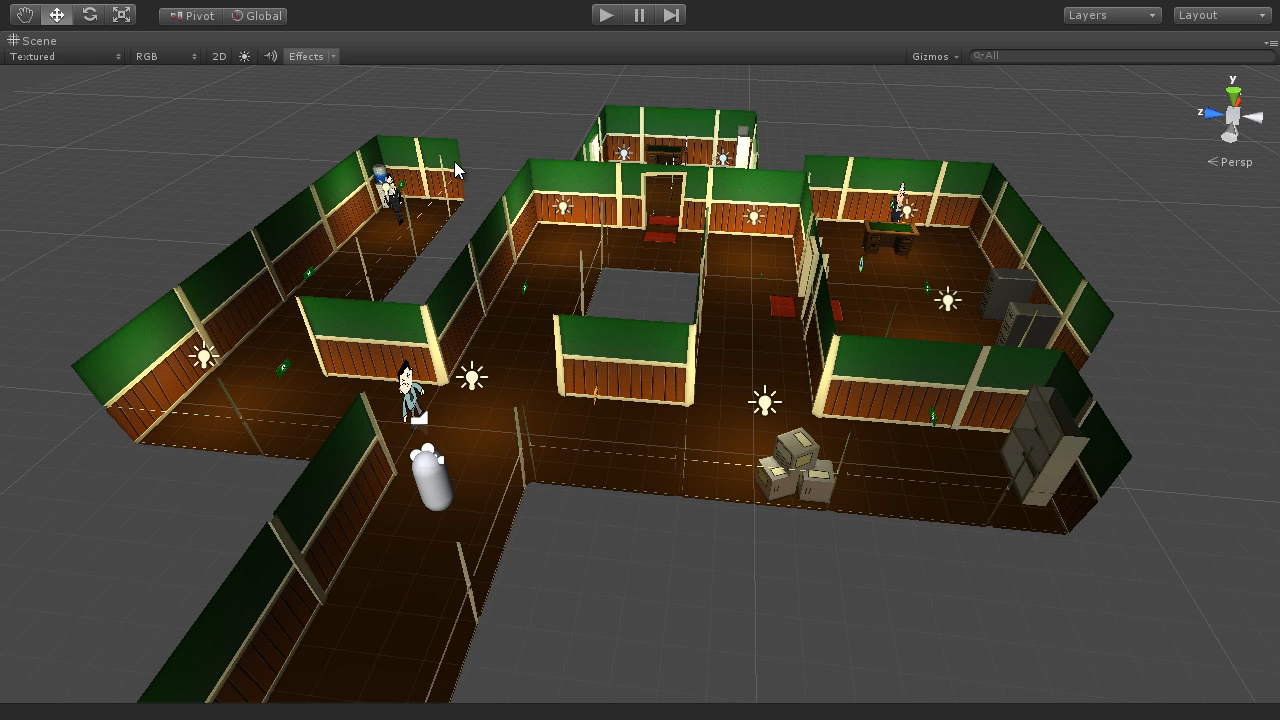 Pivot Global Layers Layout
Scene
Textured RGB 2D Effects Gizmos All
y
z
Persp